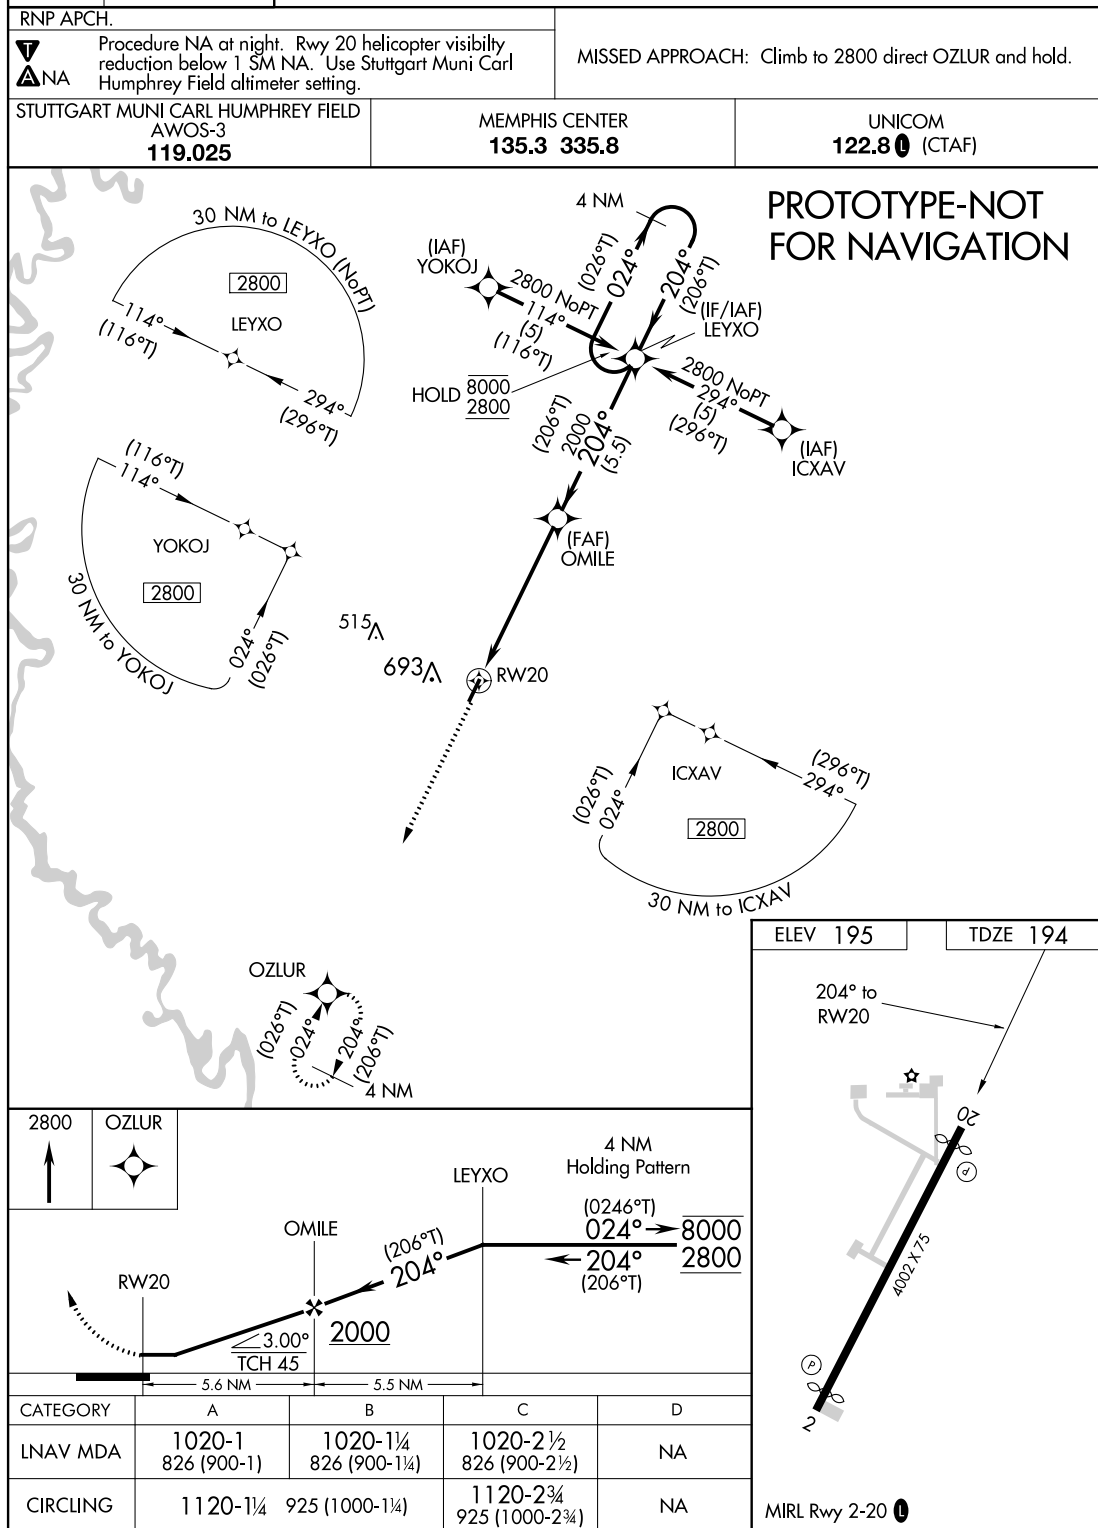 RNP APCH.
T
A NA
Procedure NA at night. Rwy 20 helicopter visibilty
reduction below 1 SM NA. Use Stuttgart Muni Carl
Humphrey Field altimeter setting.
MISSED APPROACH: Climb to 2800 direct OZLUR and hold.
STUTTGART MUNI CARL HUMPHREY FIELD
AWOS-3
119.025
MEMPHIS CENTER
135.3 335.8
UNICOM
122.8 L (CTAF)
PROTOTYPE-NOT
FOR NAVIGATION
30 NM to LEYXO (NoPT)
2800
LEYXO
114°
(116°T)
294°
(296°T)
4 NM
(IAF)
YOKOJ
2800 NoPT
114°
(5)
(116°T)
(026°T)
024°
204°
(206°T)
(IF/IAF)
LEYXO
HOLD 8000
2800
2800 NoPT
294°
(5)
(296°T)
(IAF)
ICXAV
(206°T)
2000
204°
(5.5)
(FAF)
OMILE
(116°T)
114°
YOKOJ
2800
30 NM to YOKOJ
024°
(026°T)
515
693
RW20
ICXAV
2800
(026°T)
024°
(296°T)
294°
30 NM to ICXAV
OZLUR
(026°T)
024°
204°
(206°T)
4 NM
ELEV 195
TDZE 194
204° to
RW20
20
P
4002 X 75
P
2
MIRL Rwy 2-20 L
2800
OZLUR
4 NM
Holding Pattern
LEYXO
(0246°T)
024°
8000
204°
2800
(206°T)
OMILE
(206°T)
204°
RW20
2000
3.00°
TCH 45
5.6 NM
5.5 NM
CATEGORY A B C D
LNAV MDA
1020-1
826 (900-1)
1020-1¼
826 (900-1¼)
1020-2½
826 (900-2½)
NA
CIRCLING
1120-1¼ 925 (1000-1¼)
1120-2¾
925 (1000-2¾)
NA